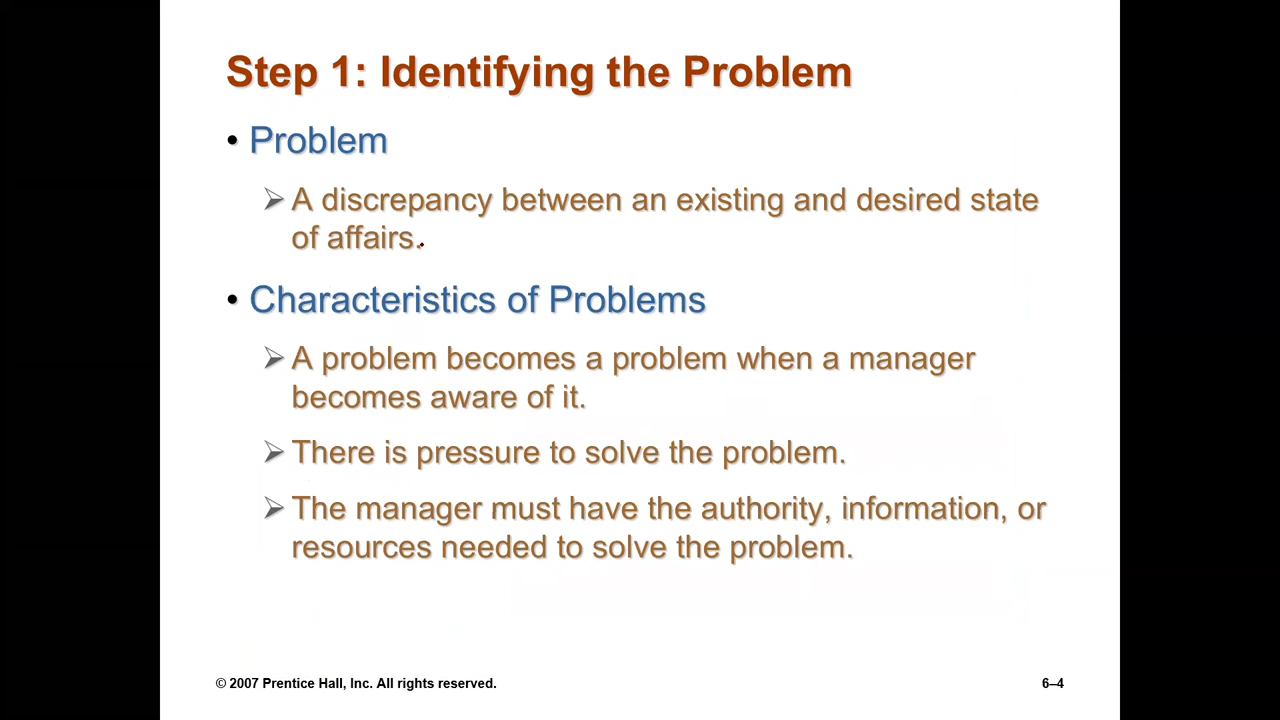 Step 1: Identifying the Problem
• Problem
➢ A discrepancy between an existing and desired state
of affairs.
• Characteristics of Problems
➢ A problem becomes a problem when a manager
becomes aware of it.
➢ There is pressure to solve the problem.
➢ The manager must have the authority, information, or
resources needed to solve the problem.
© 2007 Prentice Hall, Inc. All rights reserved.
6–4